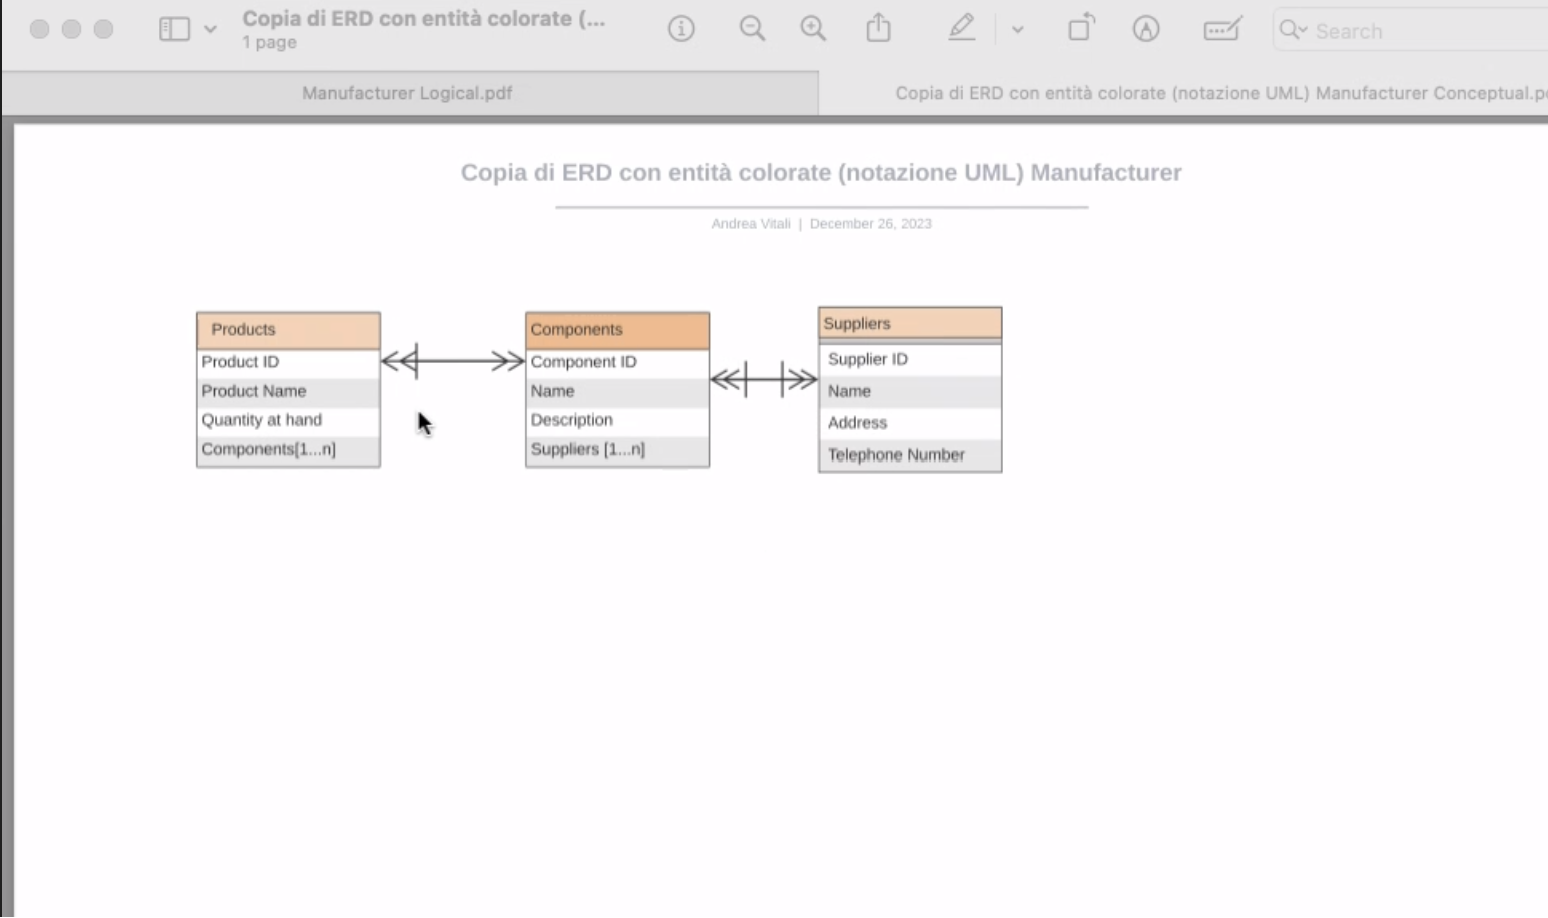 Copia di ERD con entità colorate (...
1 page
Search
Manufacturer Logical.pdf
Copia di ERD con entità colorate (notazione UML) Manufacturer Conceptual.p
Copia di ERD con entità colorate (notazione UML) Manufacturer
Andrea Vitali | December 26, 2023
Products
Product ID
Product Name
Quantity at hand
Components[1...n]
Components
Component ID
Name
Description
Suppliers [1...n]
Suppliers
Supplier ID
Name
Address
Telephone Number